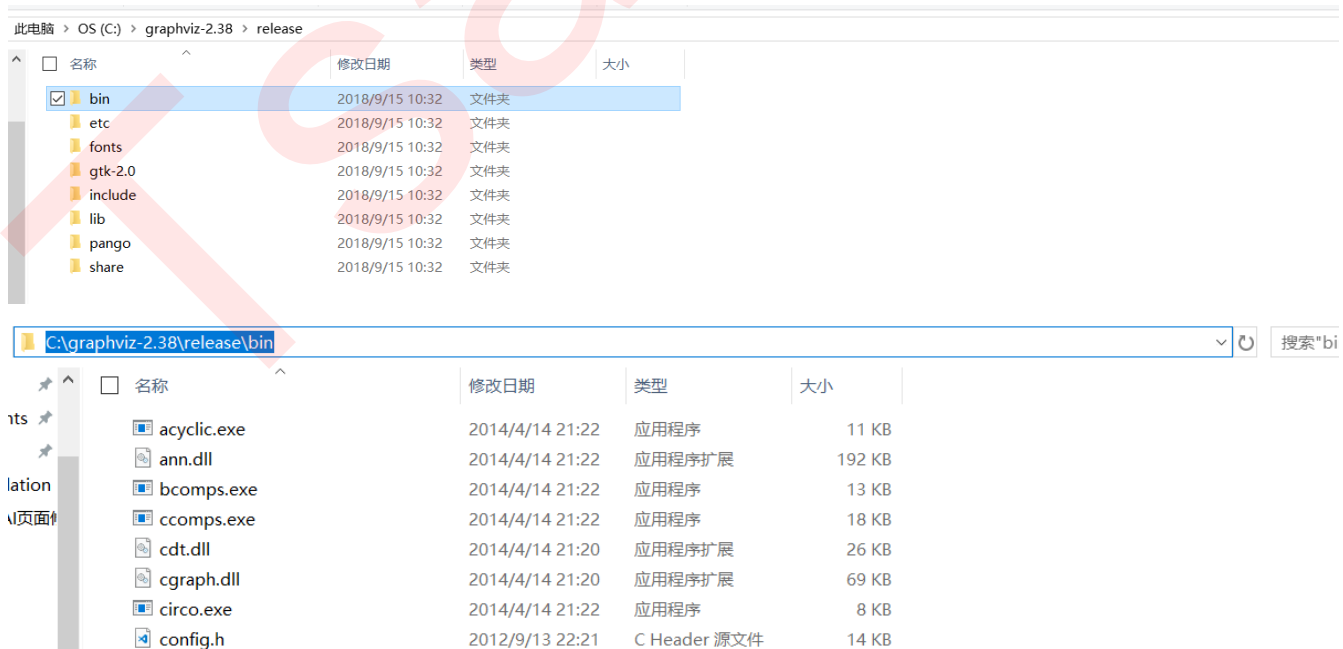 此电脑 > OS (C:) > graphviz-2.38 > release
名称 修改日期 类型 大小
bin 2018/9/15 10:32 文件夹
etc 2018/9/15 10:32 文件夹
fonts 2018/9/15 10:32 文件夹
gtk-2.0 2018/9/15 10:32 文件夹
include 2018/9/15 10:32 文件夹
lib 2018/9/15 10:32 文件夹
pango 2018/9/15 10:32 文件夹
share 2018/9/15 10:32 文件夹
C:\graphviz-2.38\release\bin 搜索"bi
名称 修改日期 类型 大小
acyclic.exe 2014/4/14 21:22 应用程序 11 KB
nts
ann.dll 2014/4/14 21:22 应用程序扩展 192 KB
lation
bcomps.exe 2014/4/14 21:22 应用程序 13 KB
AI页面
ccomps.exe 2014/4/14 21:22 应用程序 18 KB
cdt.dll 2014/4/14 21:20 应用程序扩展 26 KB
cgraph.dll 2014/4/14 21:20 应用程序扩展 69 KB
circo.exe 2014/4/14 21:22 应用程序 8 KB
config.h 2012/9/13 22:21 C Header 源文件 14 KB